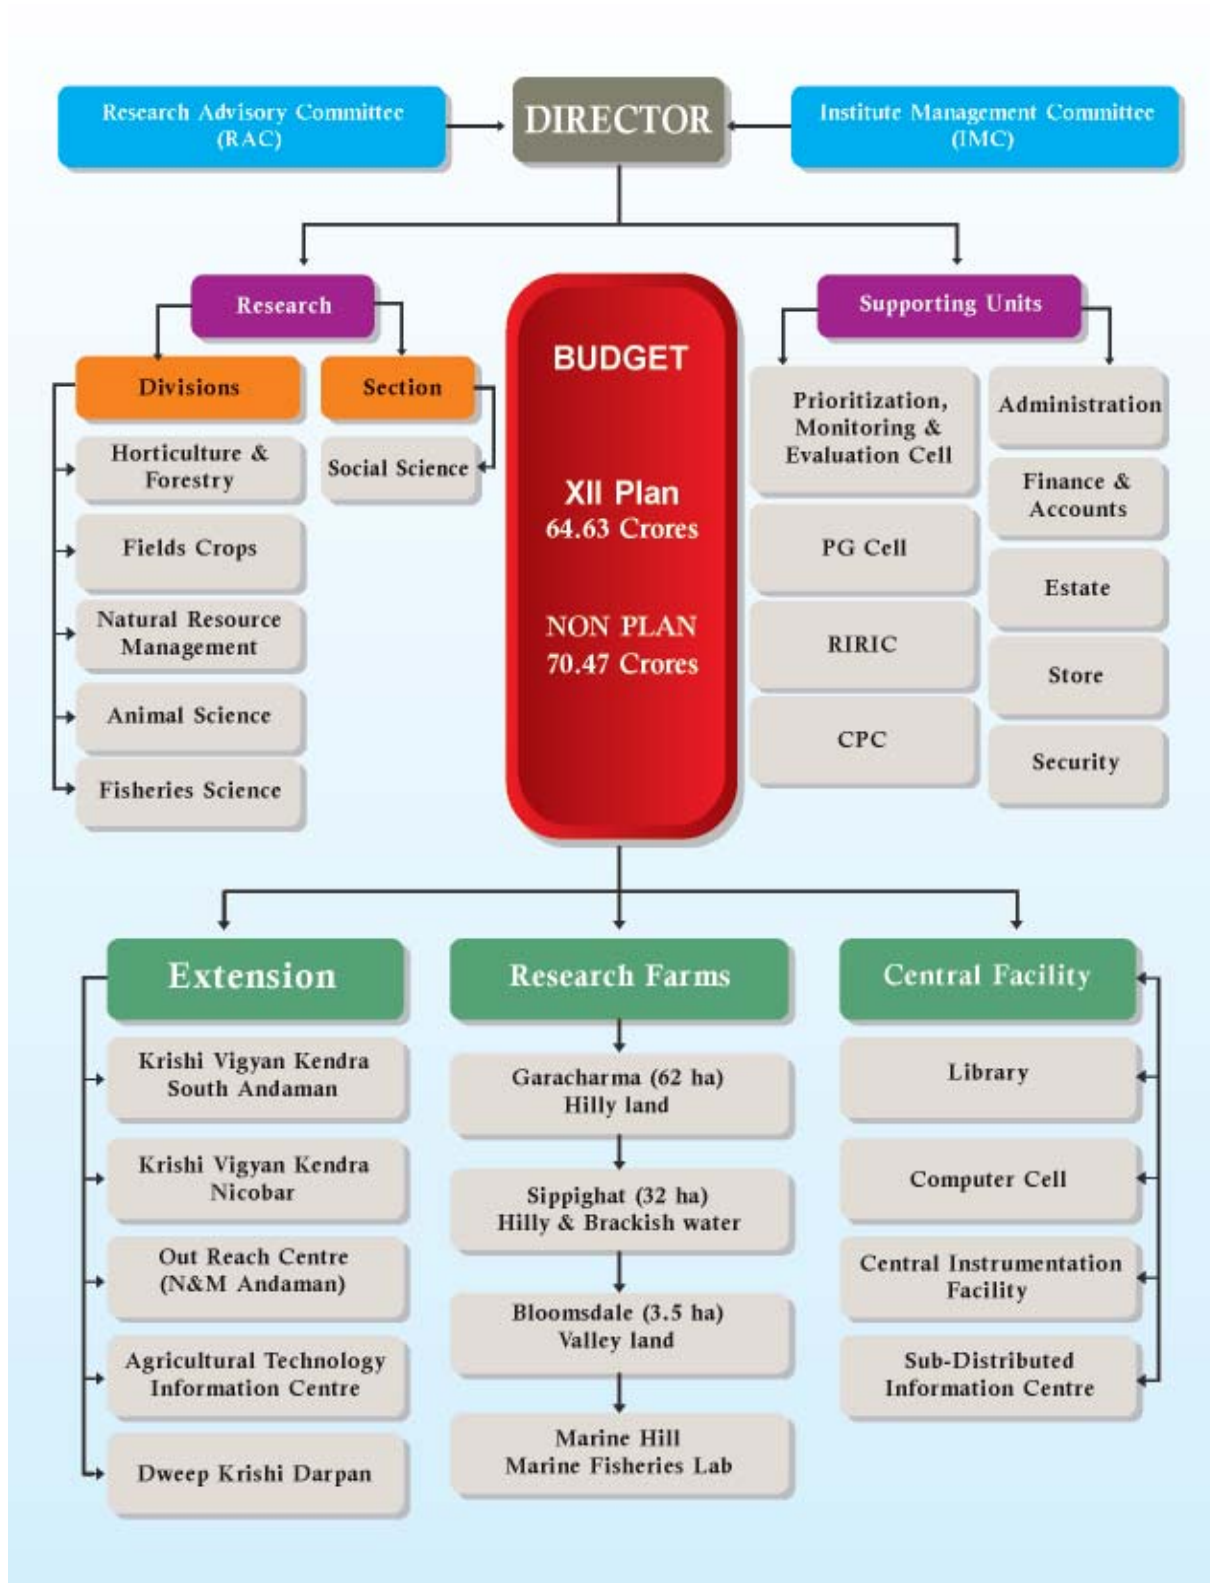 Research Advisory Committee
(RAC)
DIRECTOR
Institute Management Committee
(IMC)
Research
Divisions
Horticulture &
Forestry
Fields Crops
Natural Resource
Management
Animal Science
Fisheries Science
Section
Social Science
BUDGET
XII Plan
64.63 Crores
NON PLAN
70.47 Crores
Supporting Units
Prioritization,
Monitoring &
Evaluation Cell
PG Cell
RIRIC
CPC
Administration
Finance &
Accounts
Estate
Store
Security
Extension
Krishi Vigyan Kendra
South Andaman
Krishi Vigyan Kendra
Nicobar
Out Reach Centre
(N&M Andaman)
Agricultural Technology
Information Centre
Dweep Krishi Darpan
Research Farms
Garacharma (62 ha)
Hilly land
Sippighat (32 ha)
Hilly & Brackish water
Bloomsdale (3.5 ha)
Valley land
Marine Hill
Marine Fisheries Lab
Central Facility
Library
Computer Cell
Central Instrumentation
Facility
Sub-Distributed
Information Centre